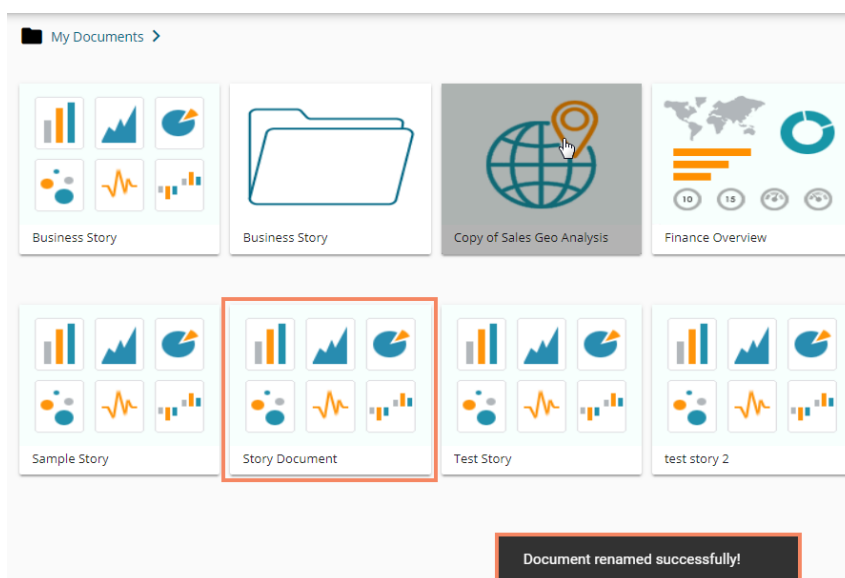 My Documents >
Business Story
Business Story
Copy of Sales Geo Analysis
10
15
Finance Overview
Sample Story
Story Document
Test Story
test story 2
Document renamed successfully!